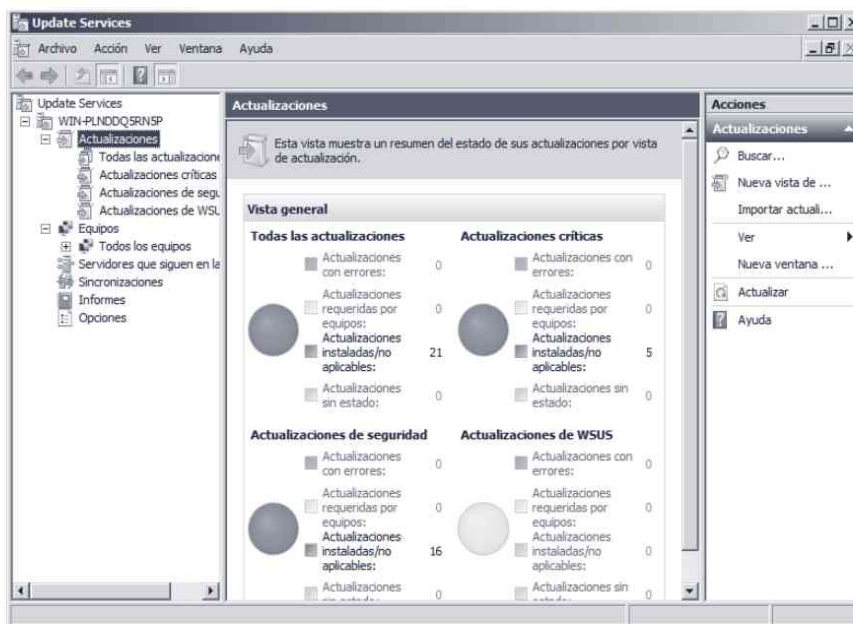 Update Services
Archivo Acción Ver Ventana Ayuda
Update Services
WIN-PLNDDQ5RN5P
Actualizaciones
Todas las actualizacione
Actualizaciones críticas
Actualizaciones de segu
Actualizaciones de WSU
Equipos
Todos los equipos
Servidores que siguen en la
Sincronizaciones
Informes
Opciones
Actualizaciones
Esta vista muestra un resumen del estado de sus actualizaciones por vista
de actualización.
Vista general
Todas las actualizaciones
Actualizaciones
con errores: 0
Actualizaciones
requeridas por
equipos: 0
Actualizaciones
instaladas/no
aplicables: 21
Actualizaciones
sin estado: 0
Actualizaciones críticas
Actualizaciones con
errores: 0
Actualizaciones
requeridas por
equipos: 0
Actualizaciones
instaladas/no
aplicables: 5
Actualizaciones sin
estado: 0
Actualizaciones de seguridad
Actualizaciones
con errores: 0
Actualizaciones
requeridas por
equipos: 0
Actualizaciones
instaladas/no
aplicables: 16
Actualizaciones
sin estado: 0
Actualizaciones de WSUS
Actualizaciones con
errores: 0
Actualizaciones
requeridas por
equipos: 0
Actualizaciones
instaladas/no
aplicables: 0
Actualizaciones sin
estado: 0
Acciones
Actualizaciones
Buscar...
Nueva vista de ...
Importar actuali...
Ver
Nueva ventana ...
Actualizar
Ayuda